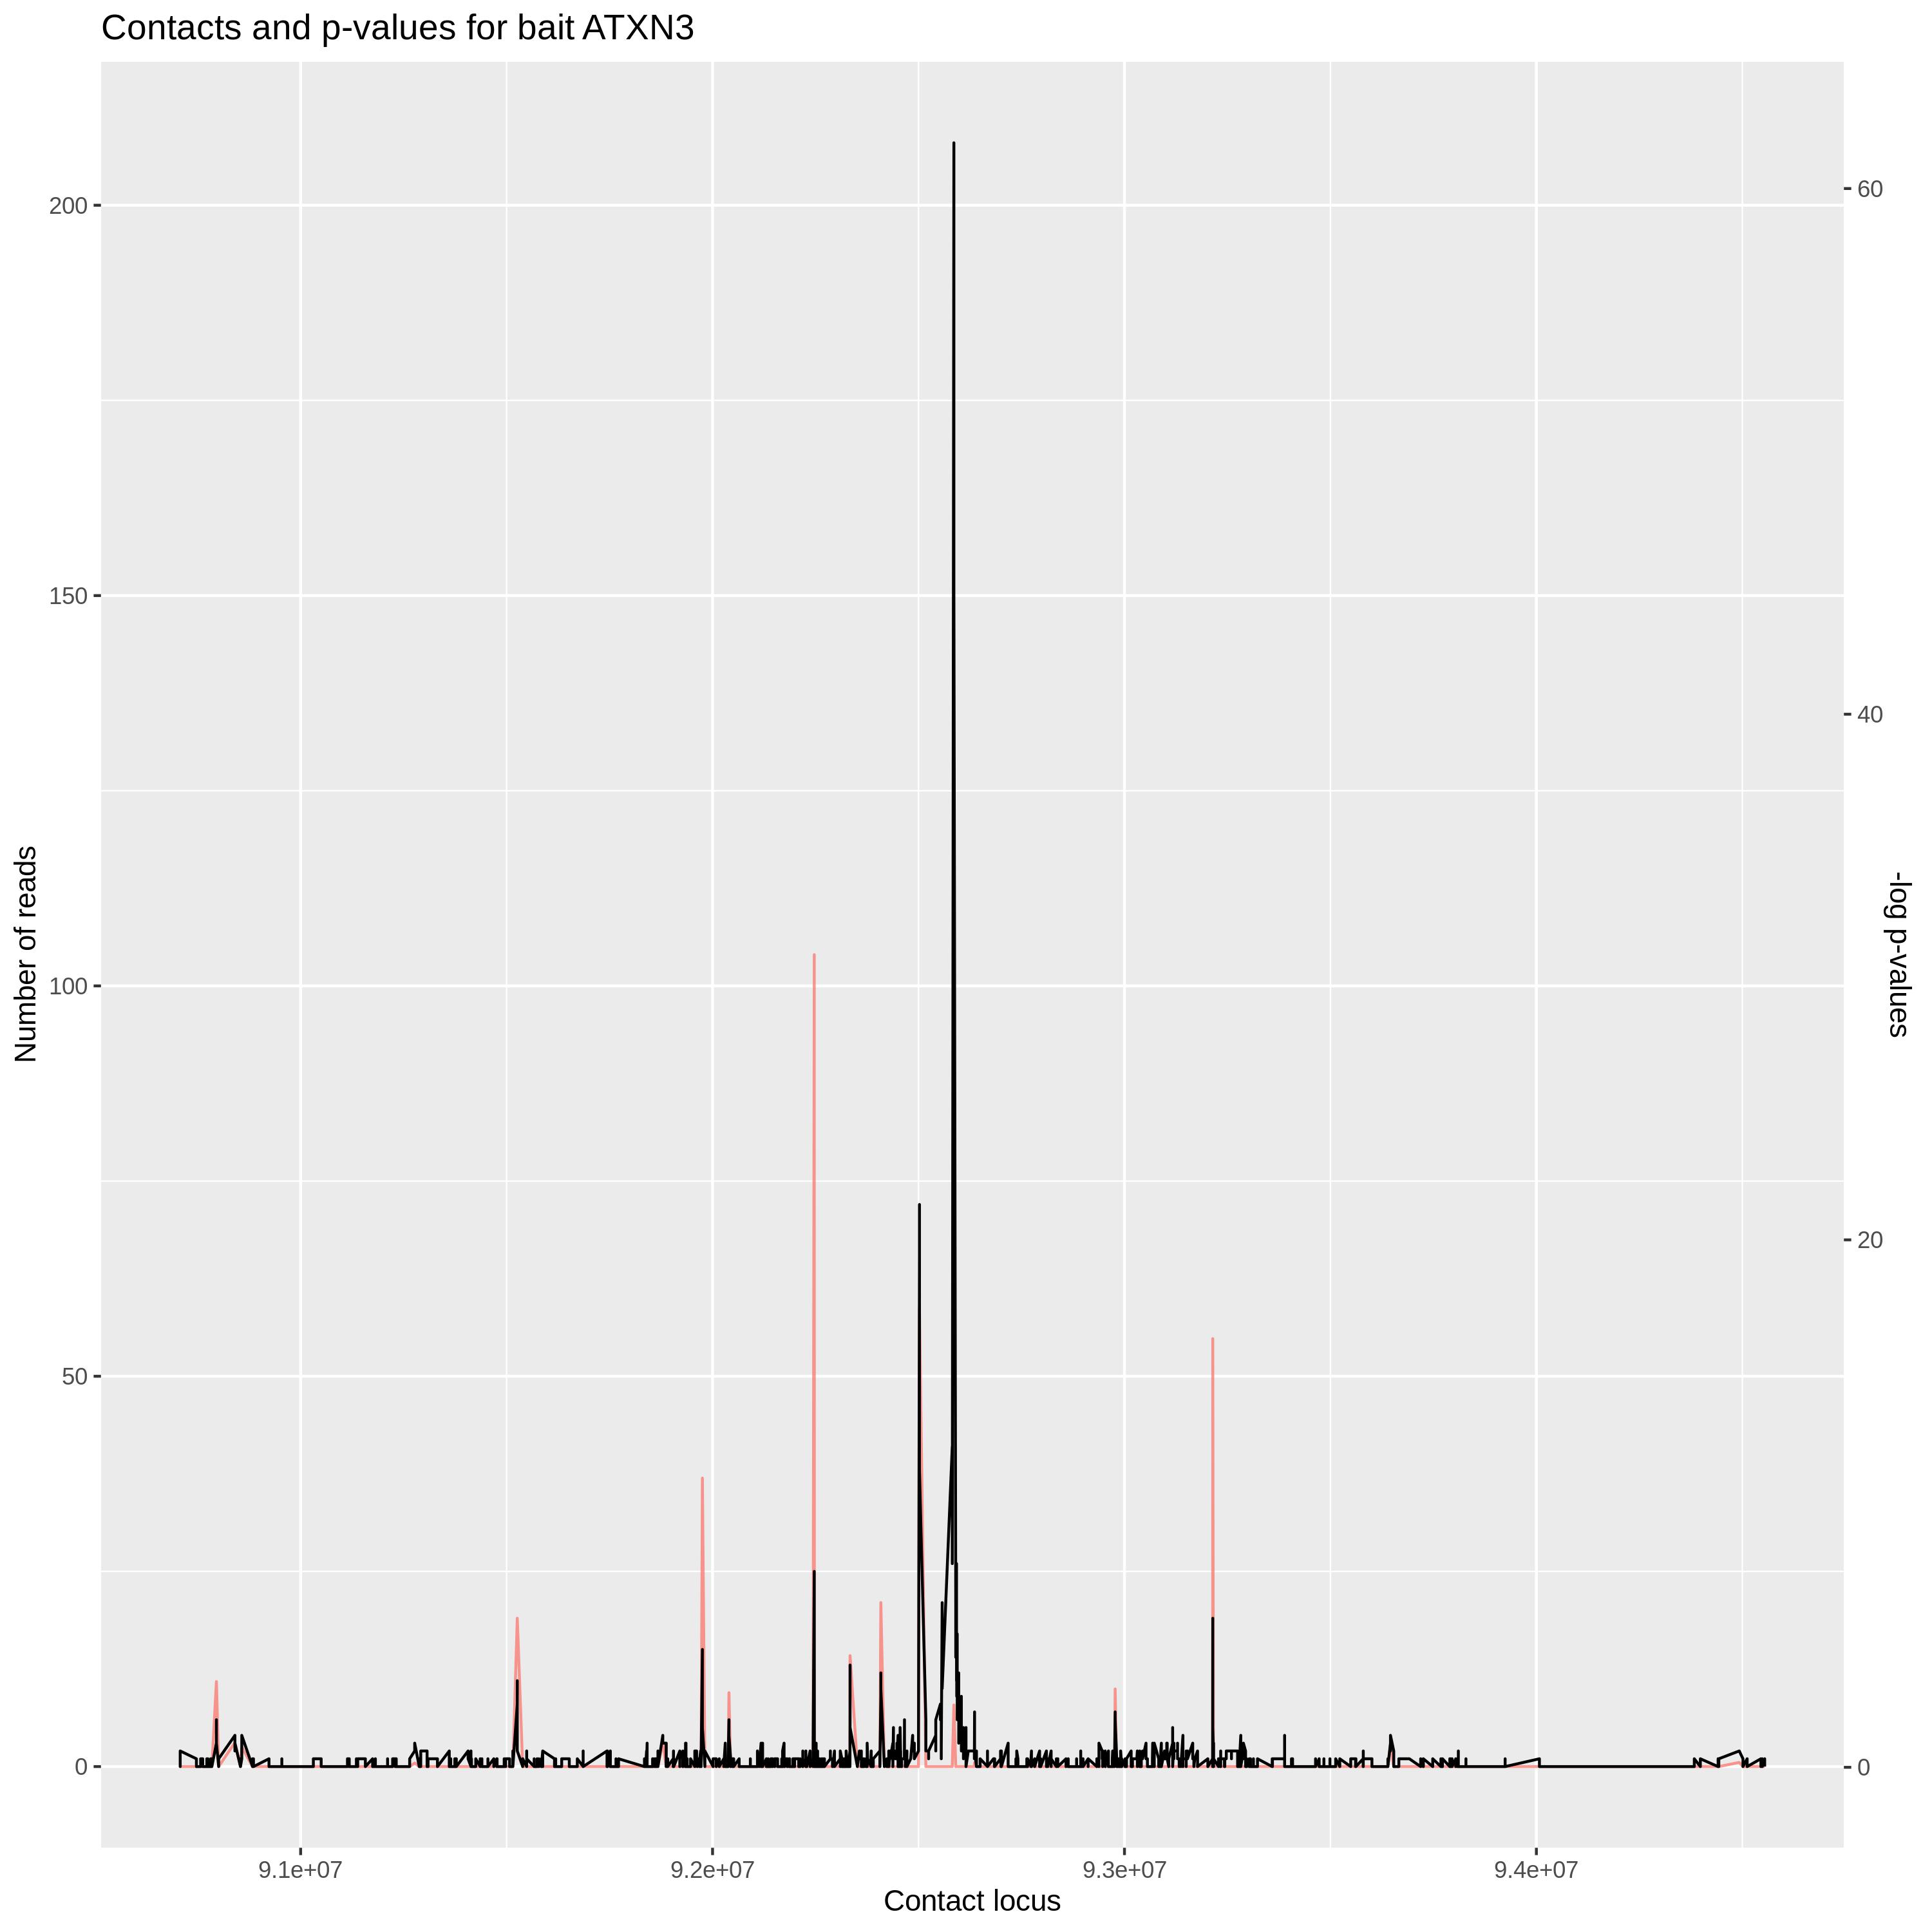 Contacts and p-values for bait ATXN3
200
150
100
50
0
60
40
20
0
Number of reads
-log p-values
9.1e+07
9.2e+07
9.3e+07
9.4e+07
Contact locus